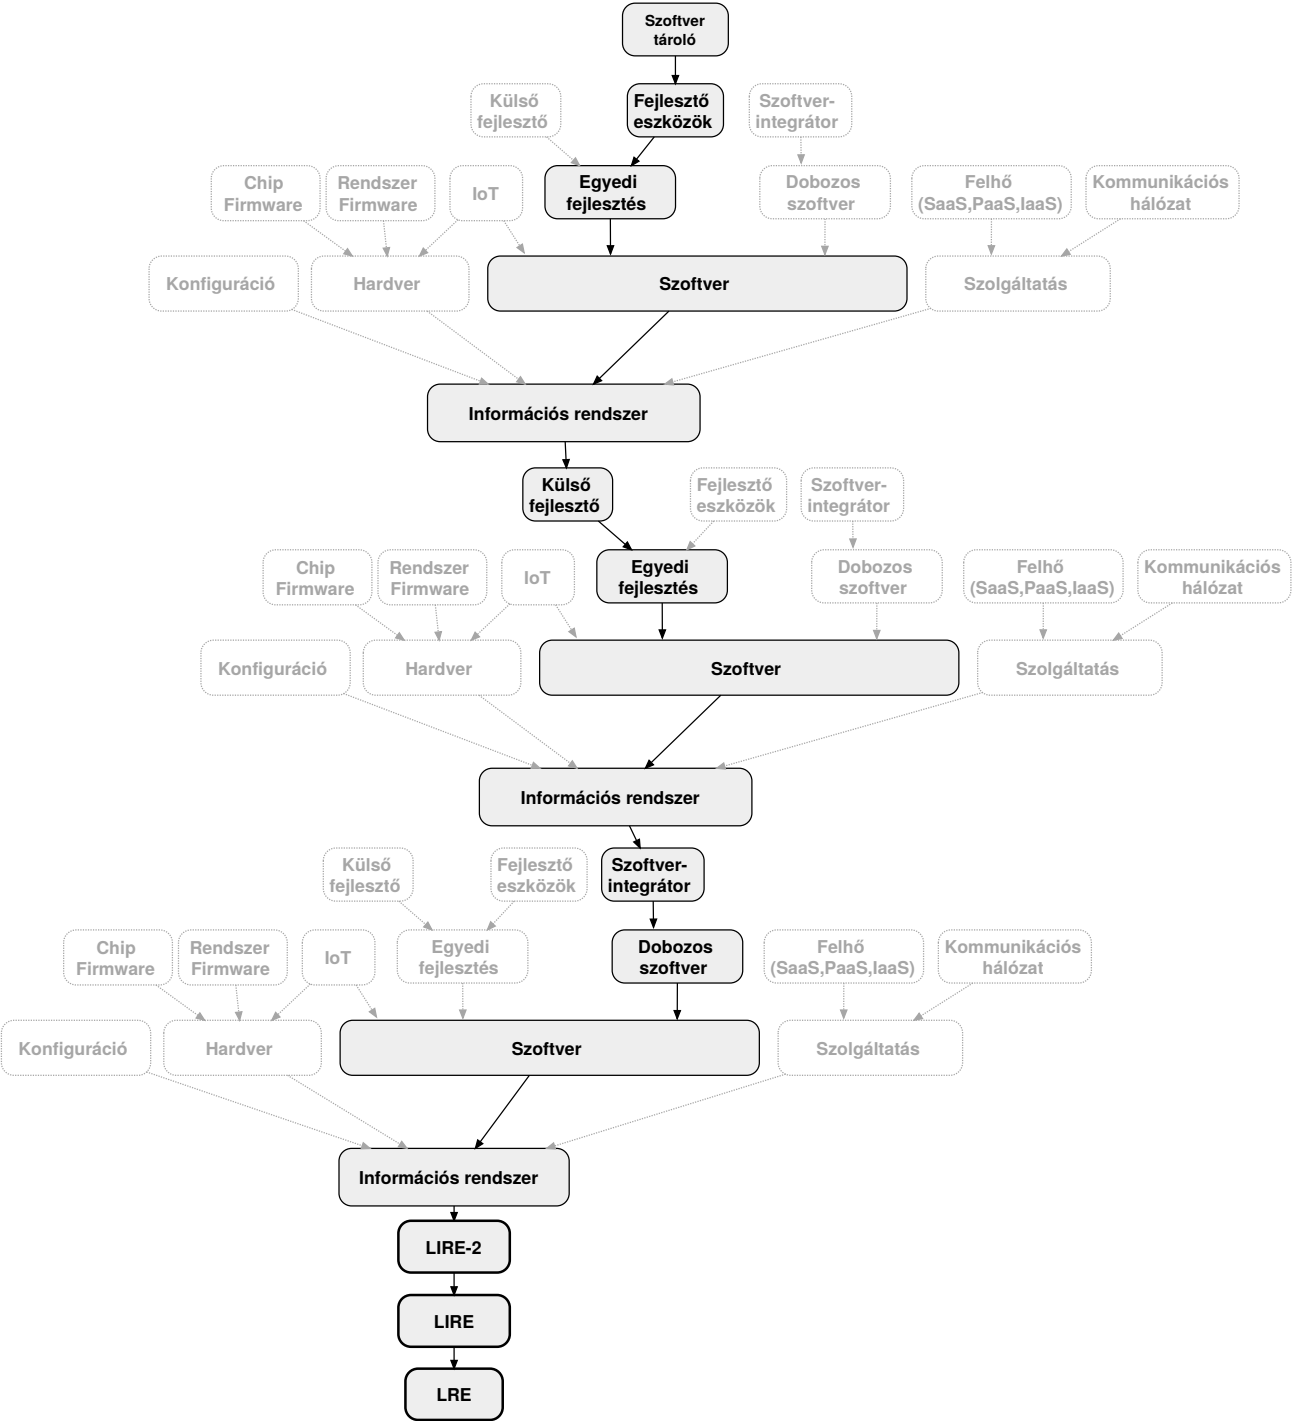 Szoftver
tároló
Külső
fejlesztő
Fejlesztő
eszközök
Szoftver-
integrátor
Chip
Firmware
Rendszer
Firmware
IoT
Egyedi
fejlesztés
Dobozos
szoftver
Felhő
(SaaS,PaaS,IaaS)
Kommunikációs
hálózat
Konfiguráció
Hardver
Szoftver
Szolgáltatás
Információs rendszer
Külső
fejlesztő
Fejlesztő
eszközök
Szoftver-
integrátor
Chip
Firmware
Rendszer
Firmware
IoT
Egyedi
fejlesztés
Dobozos
szoftver
Felhő
(SaaS,PaaS,IaaS)
Kommunikációs
hálózat
Konfiguráció
Hardver
Szoftver
Szolgáltatás
Információs rendszer
Külső
fejlesztő
Fejlesztő
eszközök
Szoftver-
integrátor
Chip
Firmware
Rendszer
Firmware
IoT
Egyedi
fejlesztés
Dobozos
szoftver
Felhő
(SaaS,PaaS,IaaS)
Kommunikációs
hálózat
Konfiguráció
Hardver
Szoftver
Szolgáltatás
Információs rendszer
LIRE-2
LIRE
LRE